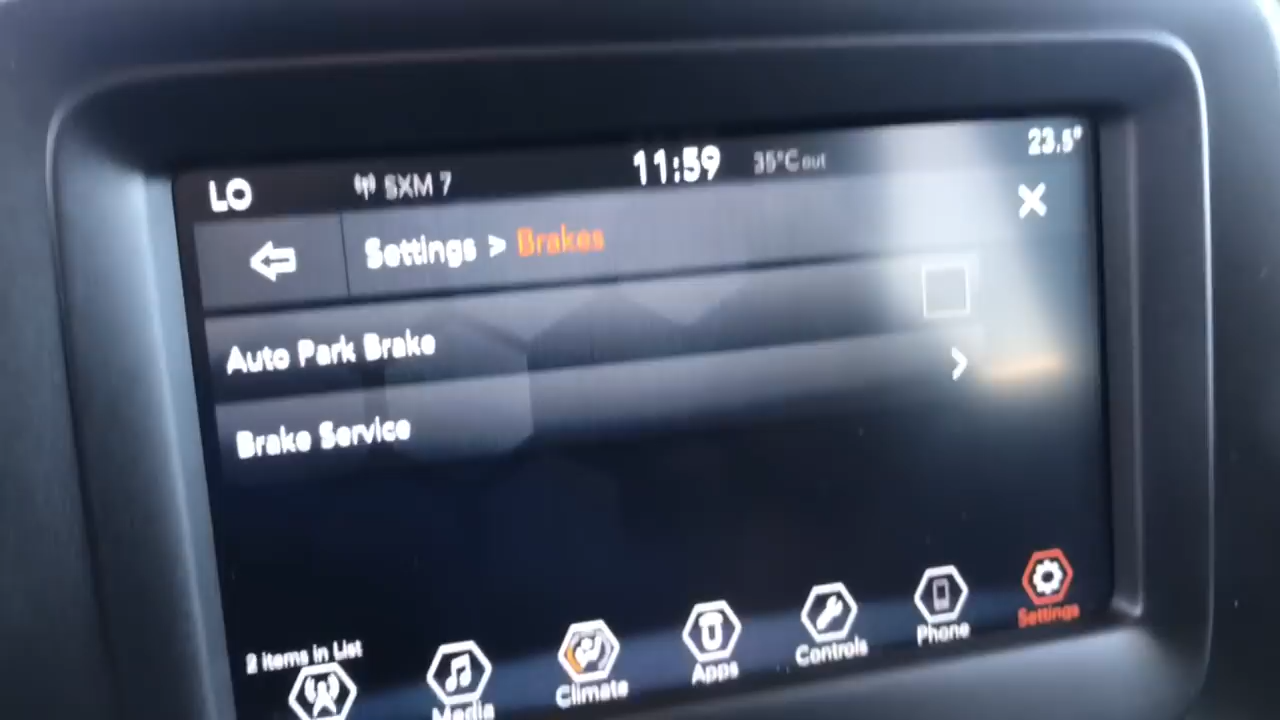 LO SXM 7 11:59 35°C out 23.5°
Settings > Brakes
Auto Park Brake
Brake Service
2 items in List
Media Climate Apps Controls Phone Settings